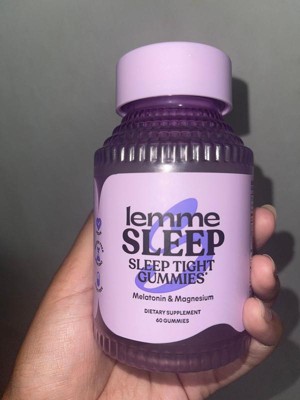 lemme
SLEEP
SLEEP TIGHT
GUMMIES*
Melatonin & Magnesium
DIETARY SUPPLEMENT
60 GUMMIES